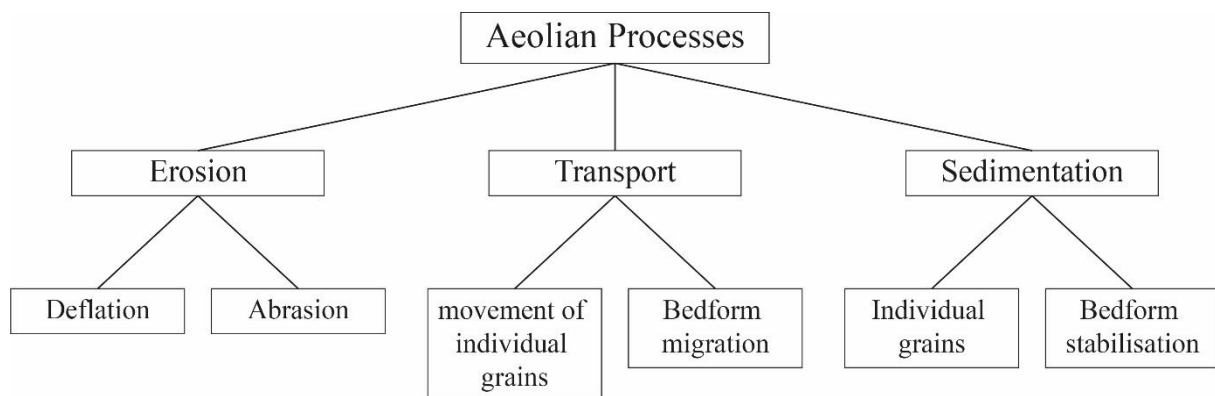 Aeolian Processes
Erosion
Transport
Sedimentation
Deflation
Abrasion
movement of
individual
grains
Bedform
migration
Individual
grains
Bedform
stabilisation